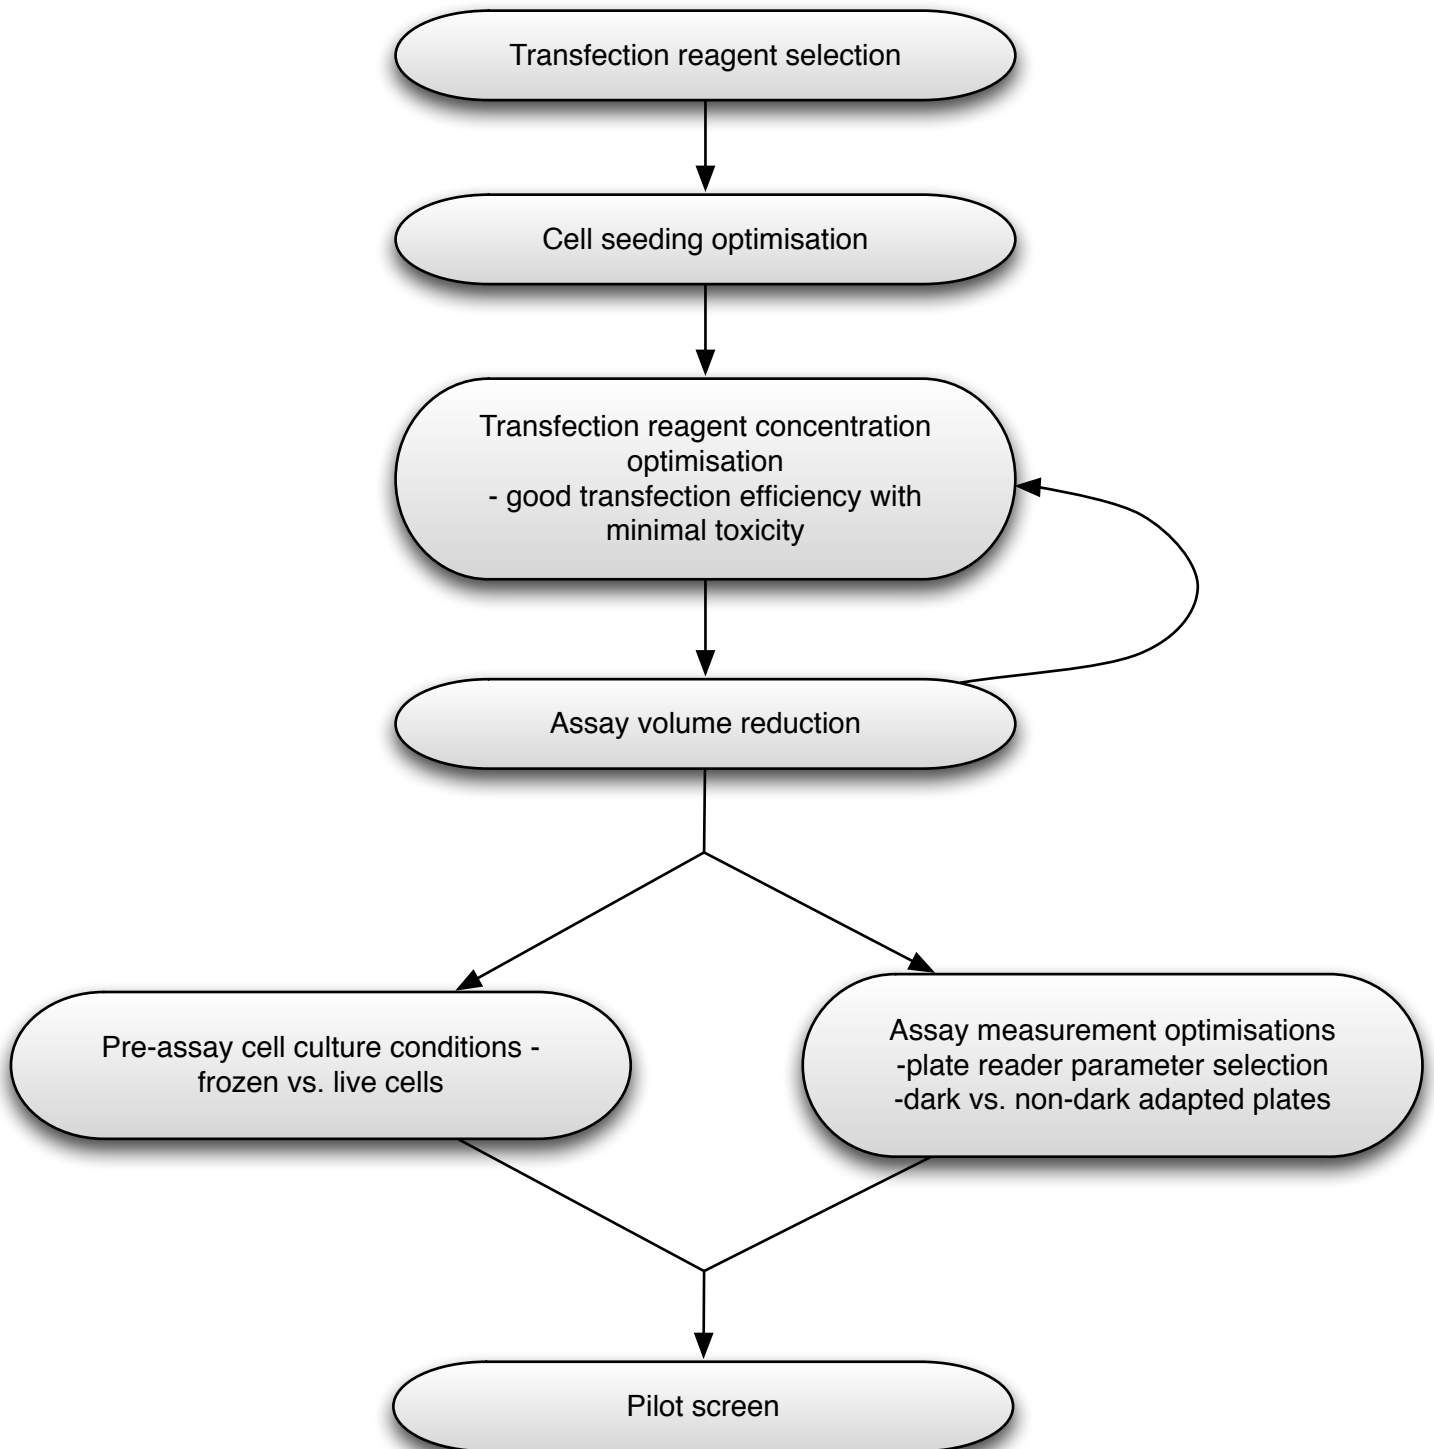 Transfection reagent selection
Cell seeding optimisation
Transfection reagent concentration
optimisation
- good transfection efficiency with
minimal toxicity
Assay volume reduction
Pre-assay cell culture conditions -
frozen vs. live cells
Assay measurement optimisations
-plate reader parameter selection
-dark vs. non-dark adapted plates
Pilot screen